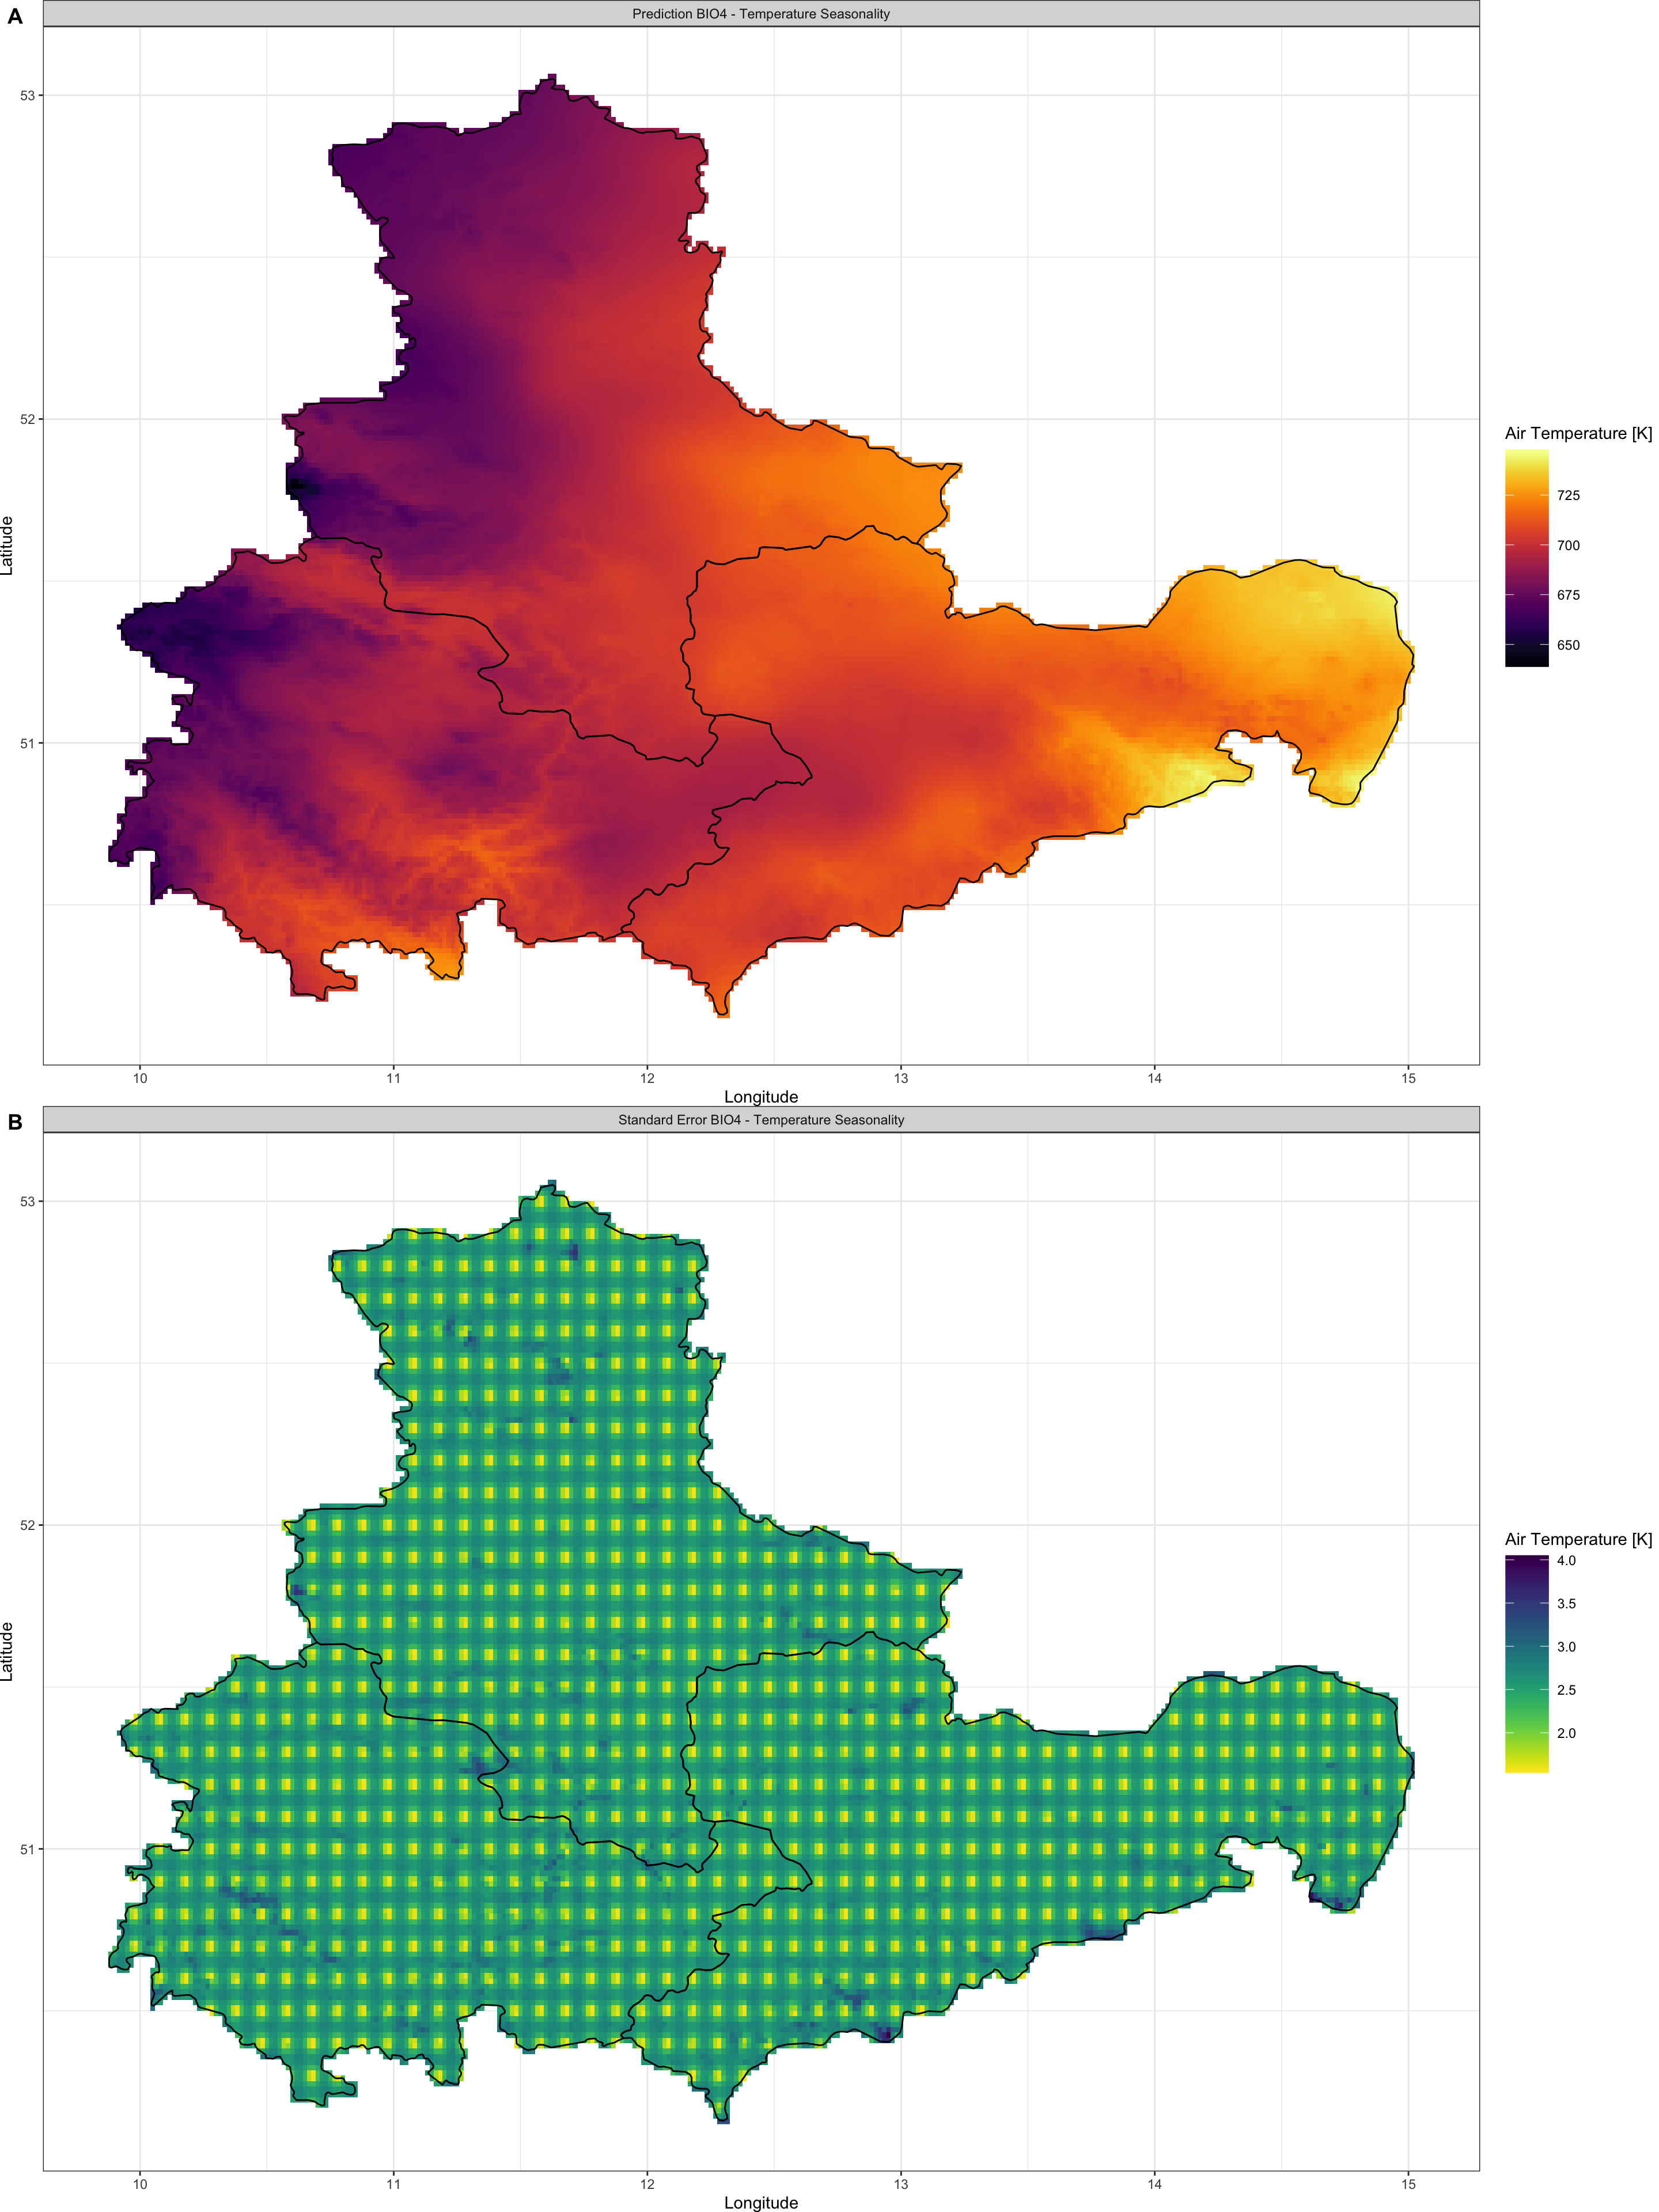 A
Prediction BIO4 - Temperature Seasonality
53
52
51
Latitude
10 11 12 13 14 15
Longitude
Air Temperature [K]
725
700
675
650
B
Standard Error BIO4 - Temperature Seasonality
53
52
51
Latitude
10 11 12 13 14 15
Longitude
Air Temperature [K]
4.0
3.5
3.0
2.5
2.0